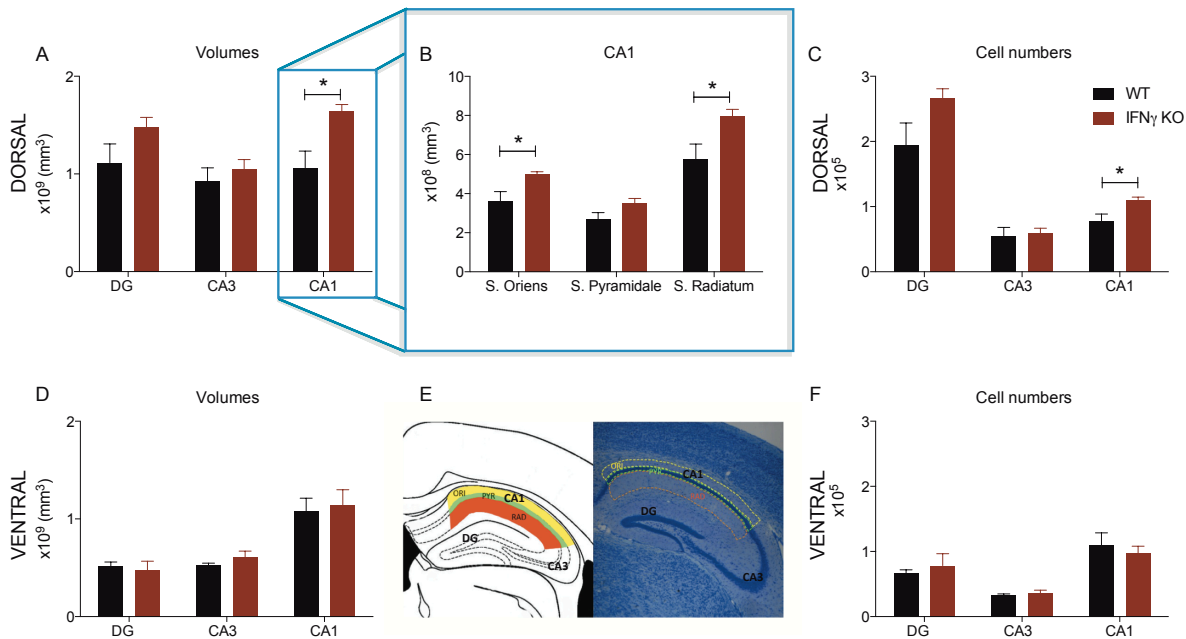 A
Volumes
DORSAL
x10⁹ (mm³)
2
1
0
*
DG
CA3
CA1
B
CA1
x10⁸ (mm³)
10
8
6
4
2
0
*
*
S. Oriens
S. Pyramidale
S. Radiatum
C
Cell numbers
DORSAL
x10⁵
3
2
1
0
*
WT
IFNγ KO
DG
CA3
CA1
D
Volumes
VENTRAL
x10⁹ (mm³)
2
1
0
DG
CA3
CA1
E
ORI
PYR
CA1
RAD
DG
CA3
ORI
PYR
CA1
RAD
DG
CA3
F
Cell numbers
VENTRAL
x10⁵
3
2
1
0
DG
CA3
CA1